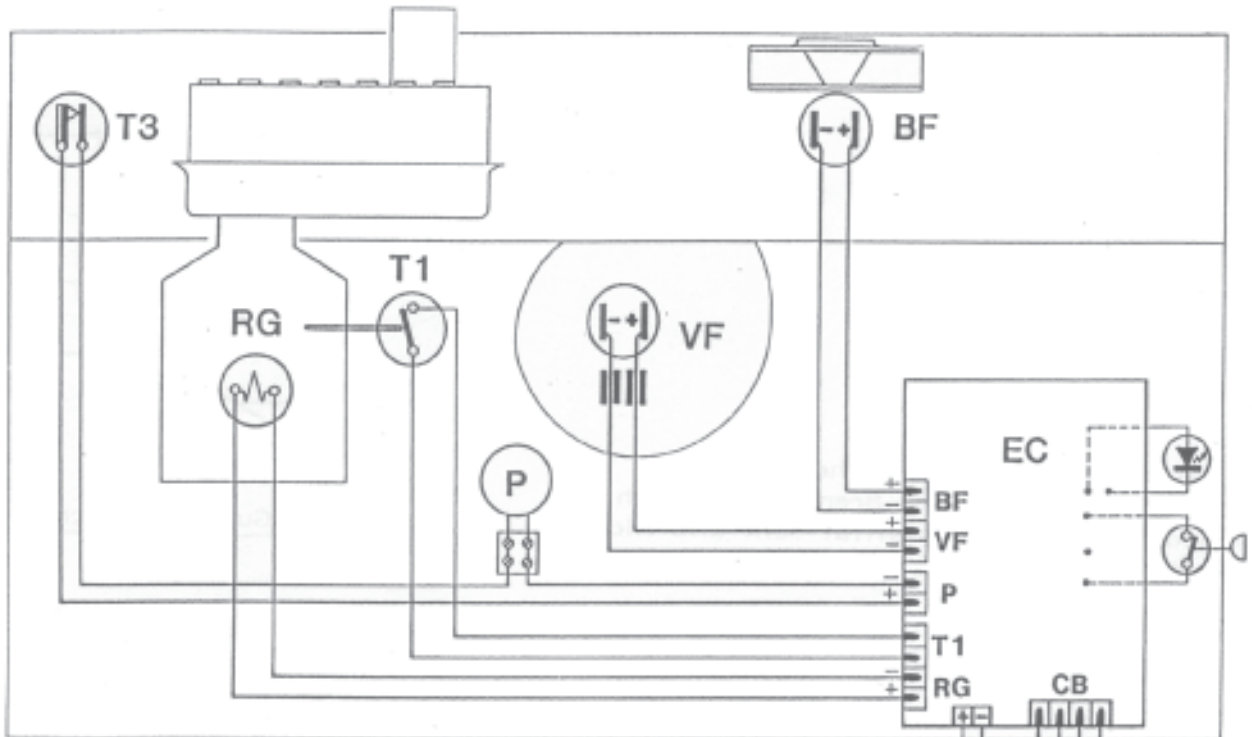 T3
BF
T1
RG
VF
EC
P
+
BF
-
+
VF
-
-
P
+
T1
-
RG
+
CB
+-
-+
-+